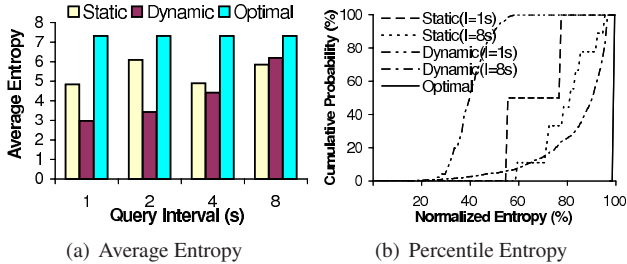 Static Dynamic Optimal
Average Entropy
8
7
6
5
4
3
2
1
0
1 2 4 8
Query Interval (s)
(a) Average Entropy
Cumulative Probability (%)
100
80
60
40
20
0
Static(I=1s)
Static(I=8s)
Dynamic(I=1s)
Dynamic(I=8s)
Optimal
20 40 60 80 100
Normalized Entropy (%)
(b) Percentile Entropy